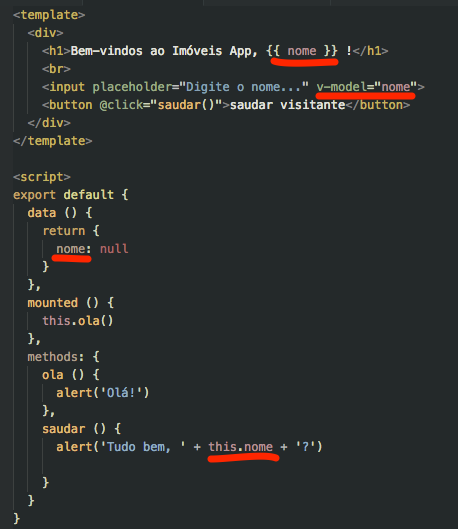 <template>
  <div>
    <h1>Bem-vindos ao Imóveis App, {{ nome }} !</h1>
    <br>
    <input placeholder="Digite o nome..." v-model="nome">
    <button @click="saudar()">saudar visitante</button>
  </div>
</template>

<script>
export default {
  data () {
    return {
      nome: null
    }
  },
  mounted () {
    this.ola()
  },
  methods: {
    ola () {
      alert('Olá!')
    },
    saudar () {
      alert('Tudo bem, ' + this.nome + '?')

    }
  }
}